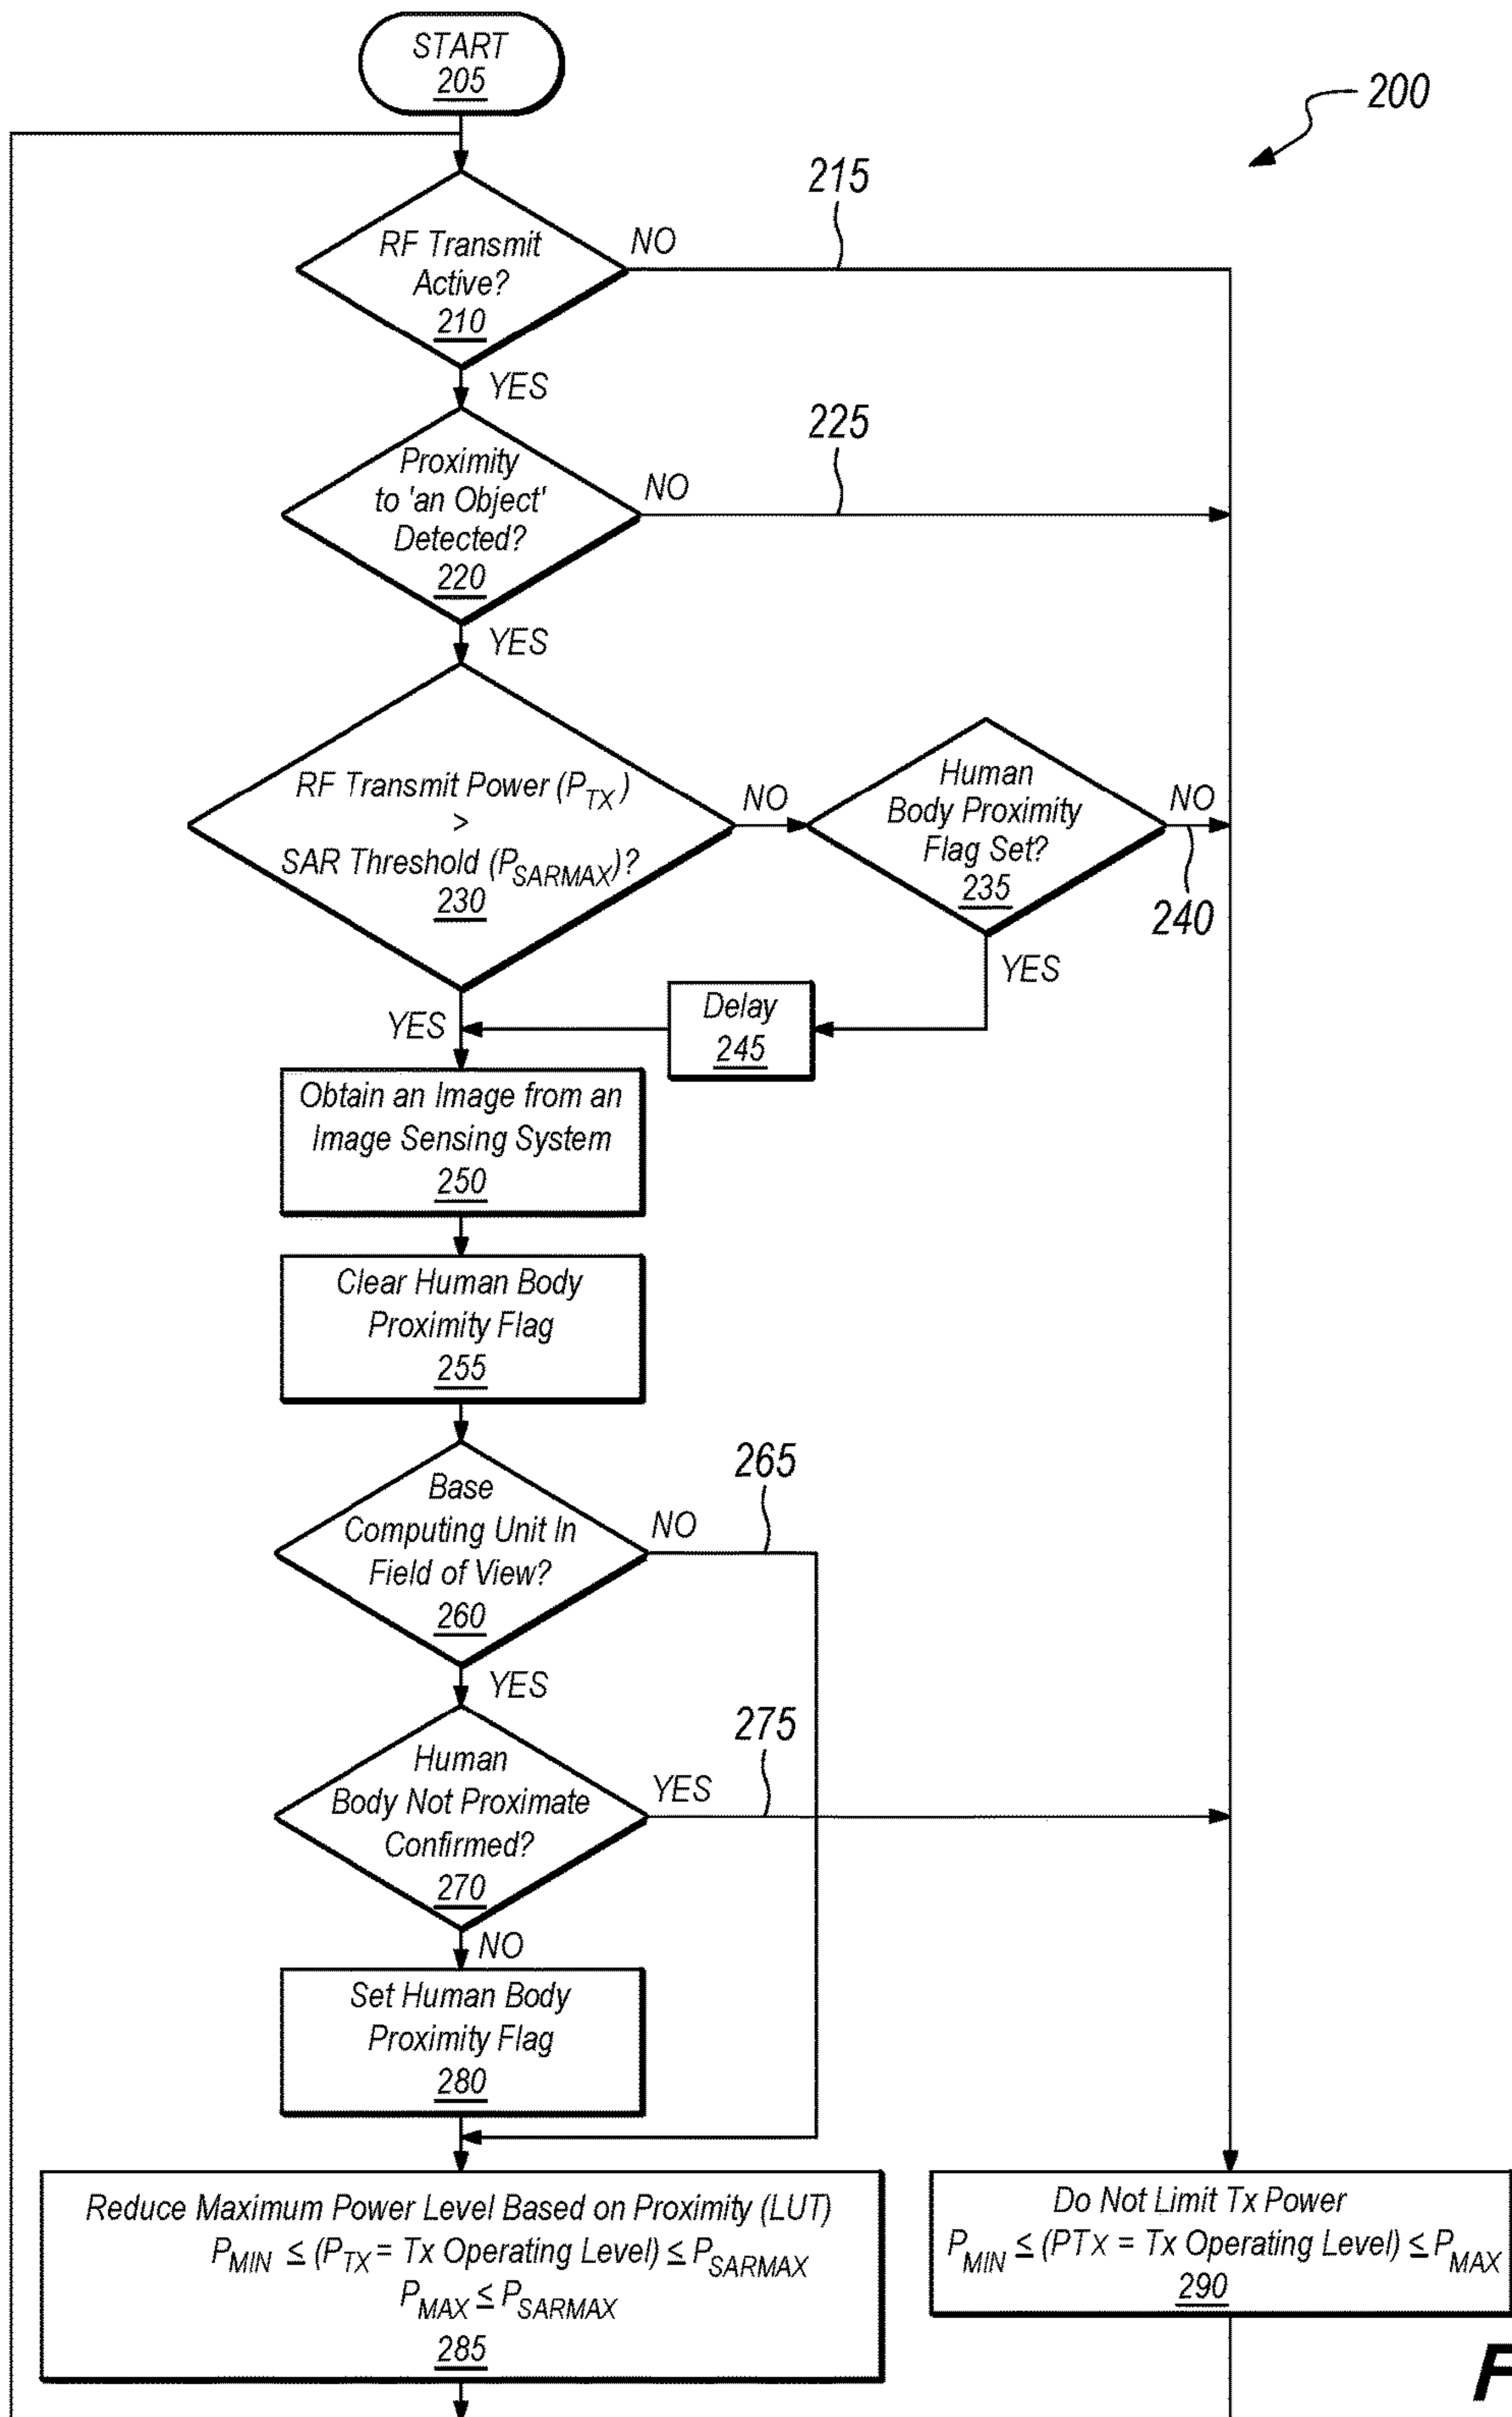 START
205
200
215
RF Transmit
Active?
210
NO
YES
225
Proximity
to 'an Object'
Detected?
220
NO
YES
RF Transmit Power (PTX)
>
SAR Threshold (PSARMAX)?
230
NO
Human
Body Proximity
Flag Set?
235
NO
240
YES
YES
Delay
245
Obtain an Image from an
Image Sensing System
250
Clear Human Body
Proximity Flag
255
265
Base
Computing Unit In
Field of View?
260
NO
YES
275
Human
Body Not Proximate
Confirmed?
270
YES
NO
Set Human Body
Proximity Flag
280
Reduce Maximum Power Level Based on Proximity (LUT)
PMIN ≤ (PTX = Tx Operating Level) ≤ PSARMAX
PMAX ≤ PSARMAX
285
Do Not Limit Tx Power
PMIN ≤ (PTx = Tx Operating Level) ≤ PMAX
290